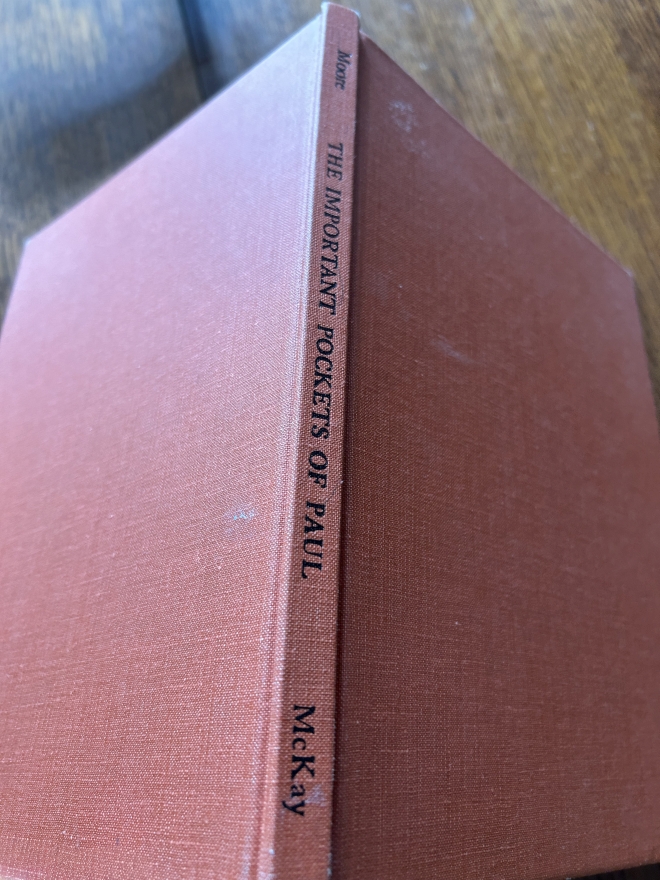 Moore
THE IMPORTANT POCKETS OF PAUL
McKay